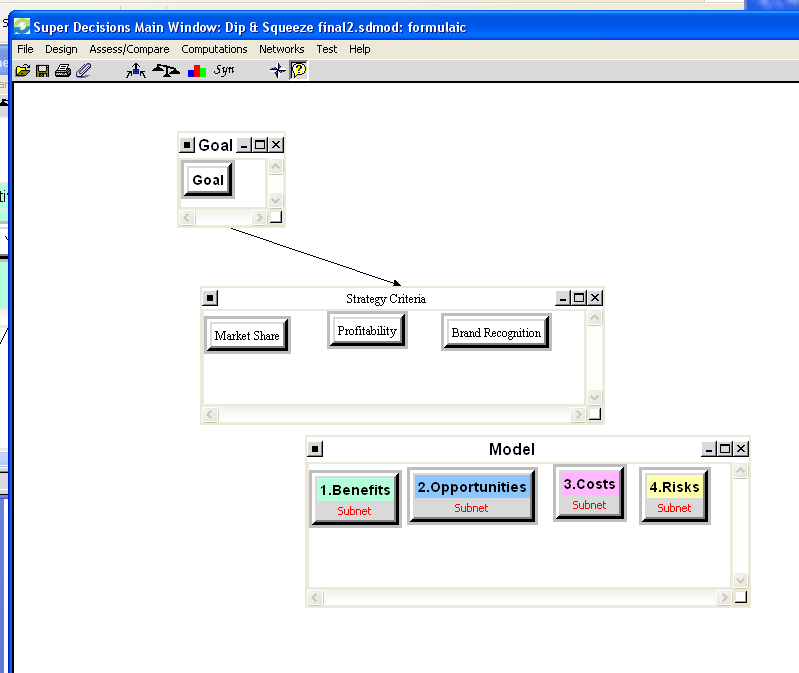 Super Decisions Main Window: Dip & Squeeze final2.sdmod: formulaic
File Design Assess/Compare Computations Networks Test Help
Syn
Goal
Goal
Strategy Criteria
Market Share Profitability Brand Recognition
Model
1.Benefits 2.Opportunities 3.Costs 4.Risks
Subnet Subnet Subnet Subnet